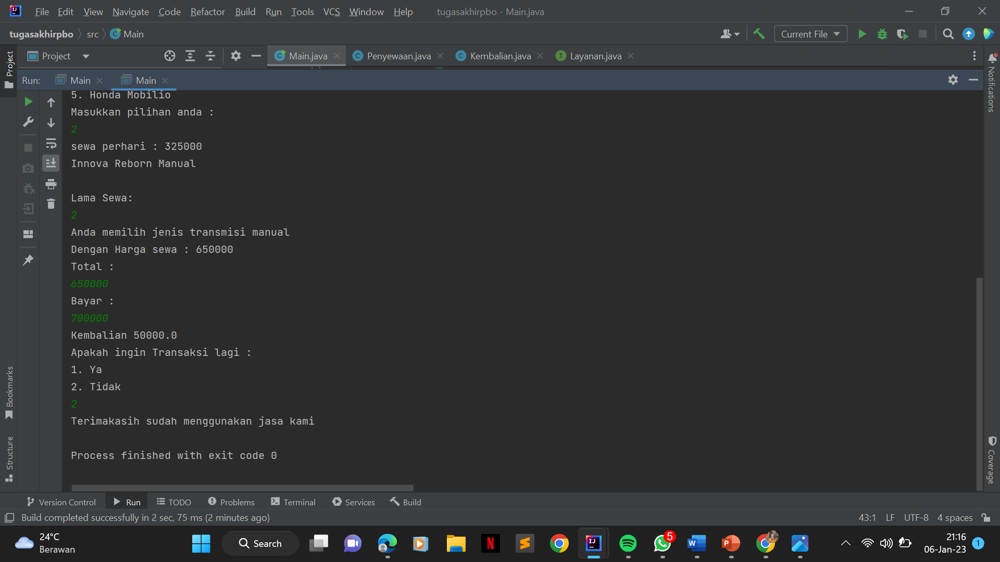 File Edit View Navigate Code Refactor Build Run Tools VCS Window Help tugasakhirpbo - Main.java
tugasakhirpbo src Main Current File
Project Main.java Penyewaan.java Kembalian.java Layanan.java
Project
Notifications
Run: Main Main
5. Honda Mobilio
Masukkan pilihan anda :
2
sewa perhari : 325000
Innova Reborn Manual
Lama Sewa:
2
Anda memilih jenis transmisi manual
Dengan Harga sewa : 650000
Total :
650000
Bayar :
700000
Kembalian 50000.0
Apakah ingin Transaksi lagi :
1. Ya
2. Tidak
2
Terimakasih sudah menggunakan jasa kami
Process finished with exit code 0
Bookmarks
Structure
Coverage
Version Control Run TODO Problems Terminal Services Build
Build completed successfully in 2 sec, 75 ms (2 minutes ago) 43:1 LF UTF-8 4 spaces
24°C
Berawan
Search
5
21:16
06-Jan-23
1